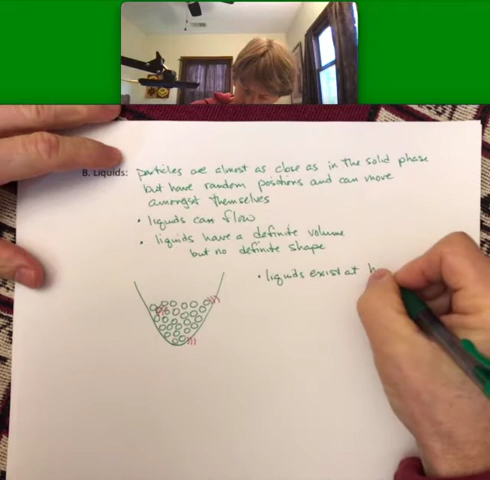 B. Liquids: particles are almost as close as in the solid phase
but have random positions and can move
amongst themselves
• liquids can flow
• liquids have a definite volume
but no definite shape
• liquids exist at h